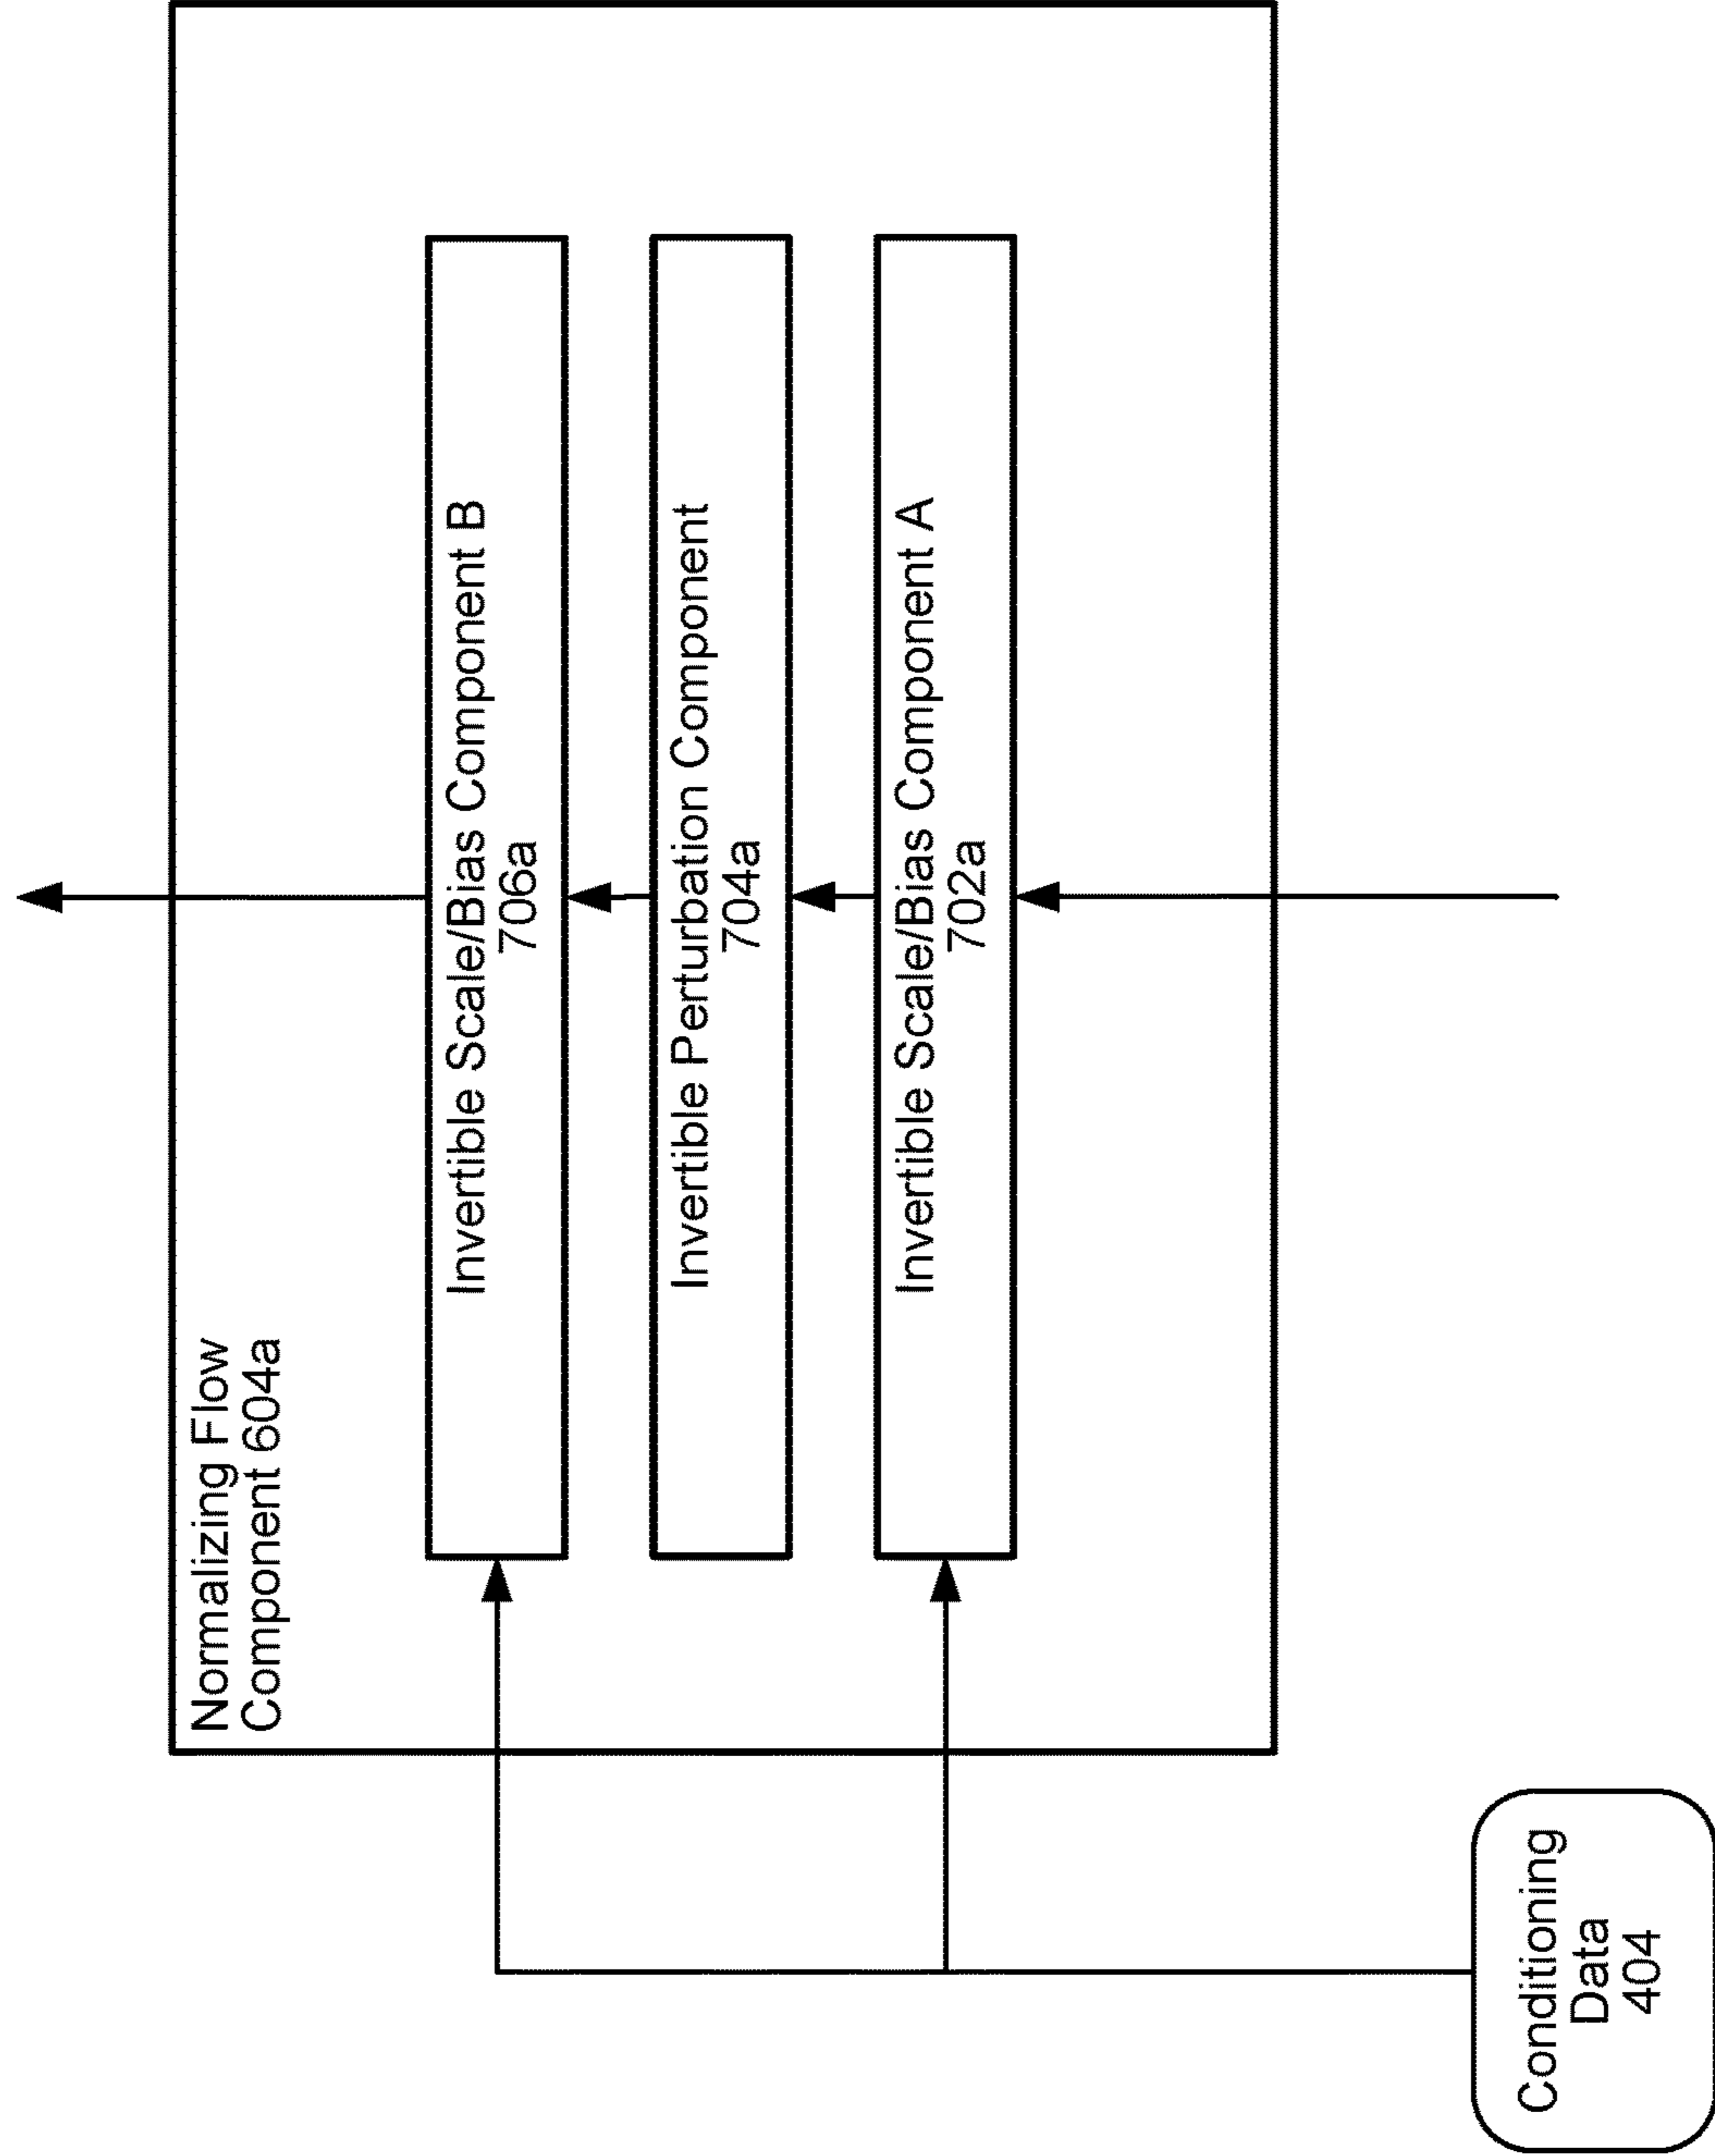 Normalizing Flow
Component 604a
Invertible Scale/Bias Component B
706a
Invertible Perturbation Component
704a
Invertible Scale/Bias Component A
702a
Conditioning
Data
404